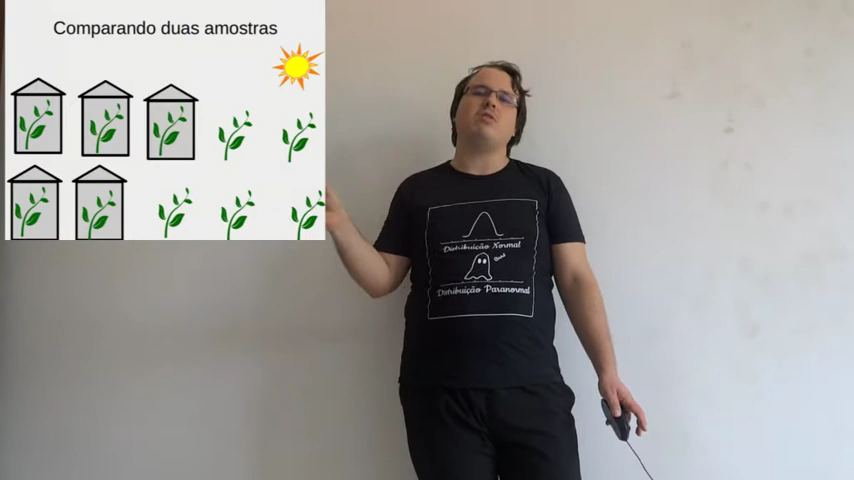 Comparando duas amostras
Distribuição Normal
Distribuição Paranormal